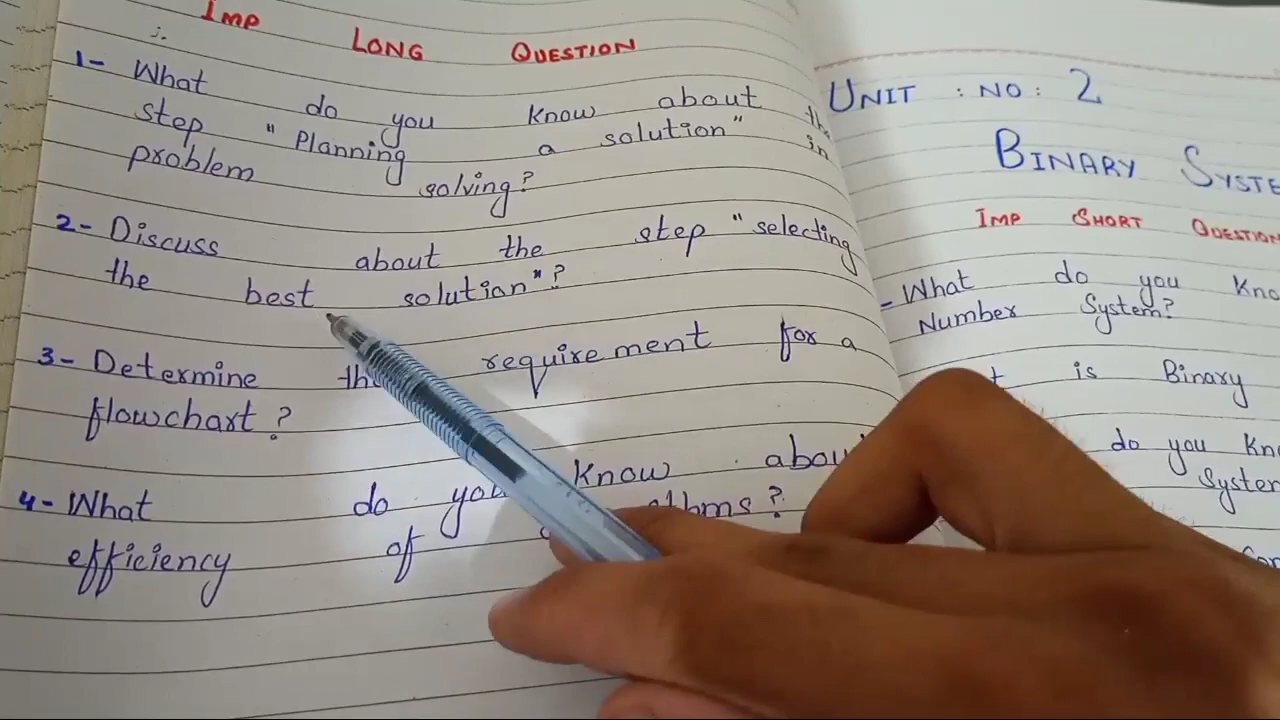 IMP LONG QUESTION
1- What do you know about the
step "Planning a solution" in
problem solving?
2- Discuss about the step "selecting
the best solution"?
3- Determine the requirement for a
flowchart?
4- What do you know
efficiency of
UNIT : NO: 2
BINARY
IMP SHORT QUESTION
What do you
Number System?
is Binary
do you